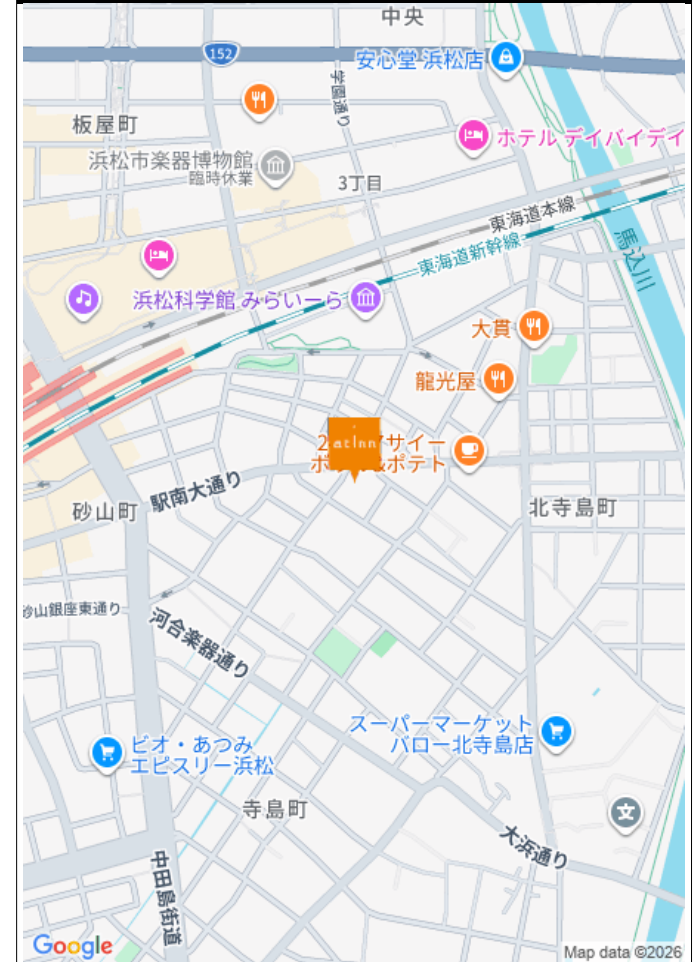 中央
152
安心堂 浜松店
学園通り
板屋町
ホテル デイバイデイ
浜松市楽器博物館
臨時休業
3丁目
東海道本線
東海道新幹線
馬込川
浜松科学館 みらいーら
大貫
龍光屋
atInn
サイー
ポテト
駅南大通り
砂山町
北寺島町
砂山銀座東通り
河合楽器通り
スーパーマーケット
バロー北寺島店
ビオ・あつみ
エピスリー浜松
寺島町
文
大浜通り
中田島街道
Google
Map data ©2026